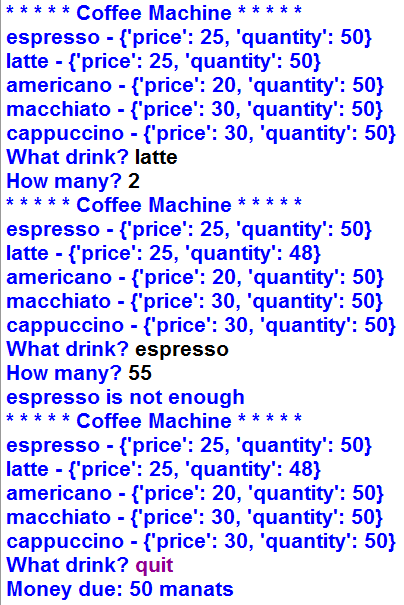 * * * * * Coffee Machine * * * * *
espresso - {'price': 25, 'quantity': 50}
latte - {'price': 25, 'quantity': 50}
americano - {'price': 20, 'quantity': 50}
macchiato - {'price': 30, 'quantity': 50}
cappuccino - {'price': 30, 'quantity': 50}
What drink? latte
How many? 2
* * * * * Coffee Machine * * * * *
espresso - {'price': 25, 'quantity': 50}
latte - {'price': 25, 'quantity': 48}
americano - {'price': 20, 'quantity': 50}
macchiato - {'price': 30, 'quantity': 50}
cappuccino - {'price': 30, 'quantity': 50}
What drink? espresso
How many? 55
espresso is not enough
* * * * * Coffee Machine * * * * *
espresso - {'price': 25, 'quantity': 50}
latte - {'price': 25, 'quantity': 48}
americano - {'price': 20, 'quantity': 50}
macchiato - {'price': 30, 'quantity': 50}
cappuccino - {'price': 30, 'quantity': 50}
What drink? quit
Money due: 50 manats